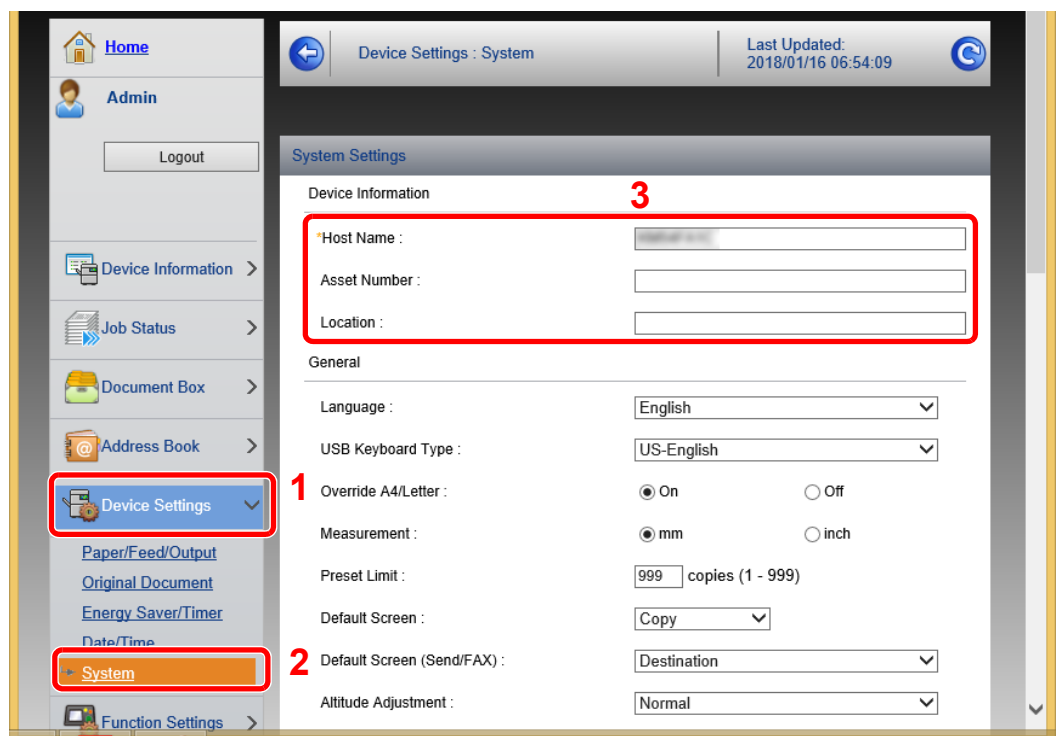 Home
Admin
Logout
Device Information
Job Status
Document Box
Address Book
Device Settings
1
Paper/Feed/Output
Original Document
Energy Saver/Timer
Date/Time
System
2
Function Settings
Device Settings : System
Last Updated:
2018/01/16 06:54:09
System Settings
Device Information
3
*Host Name :
Asset Number :
Location :
General
Language : English
USB Keyboard Type : US-English
Override A4/Letter : On Off
Measurement : mm inch
Preset Limit : 999 copies (1 - 999)
Default Screen : Copy
Default Screen (Send/FAX) : Destination
Altitude Adjustment : Normal